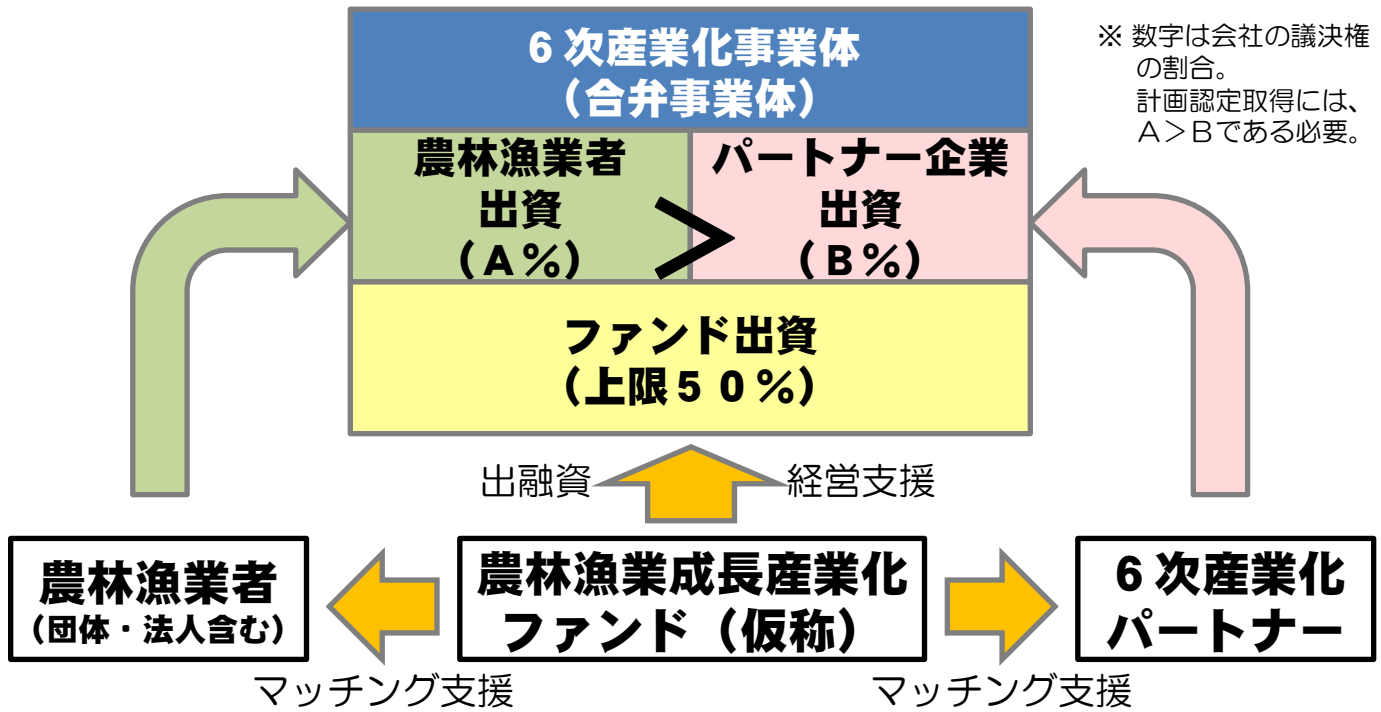 6次産業化事業体
（合弁事業体）
※ 数字は会社の議決権
の割合。
計画認定取得には、
A＞Bである必要。
農林漁業者
出資
（A％）
＞
パートナー企業
出資
（B％）
ファンド出資
（上限50％）
出融資
経営支援
農林漁業者
（団体・法人含む）
農林漁業成長産業化
ファンド（仮称）
6次産業化
パートナー
マッチング支援
マッチング支援